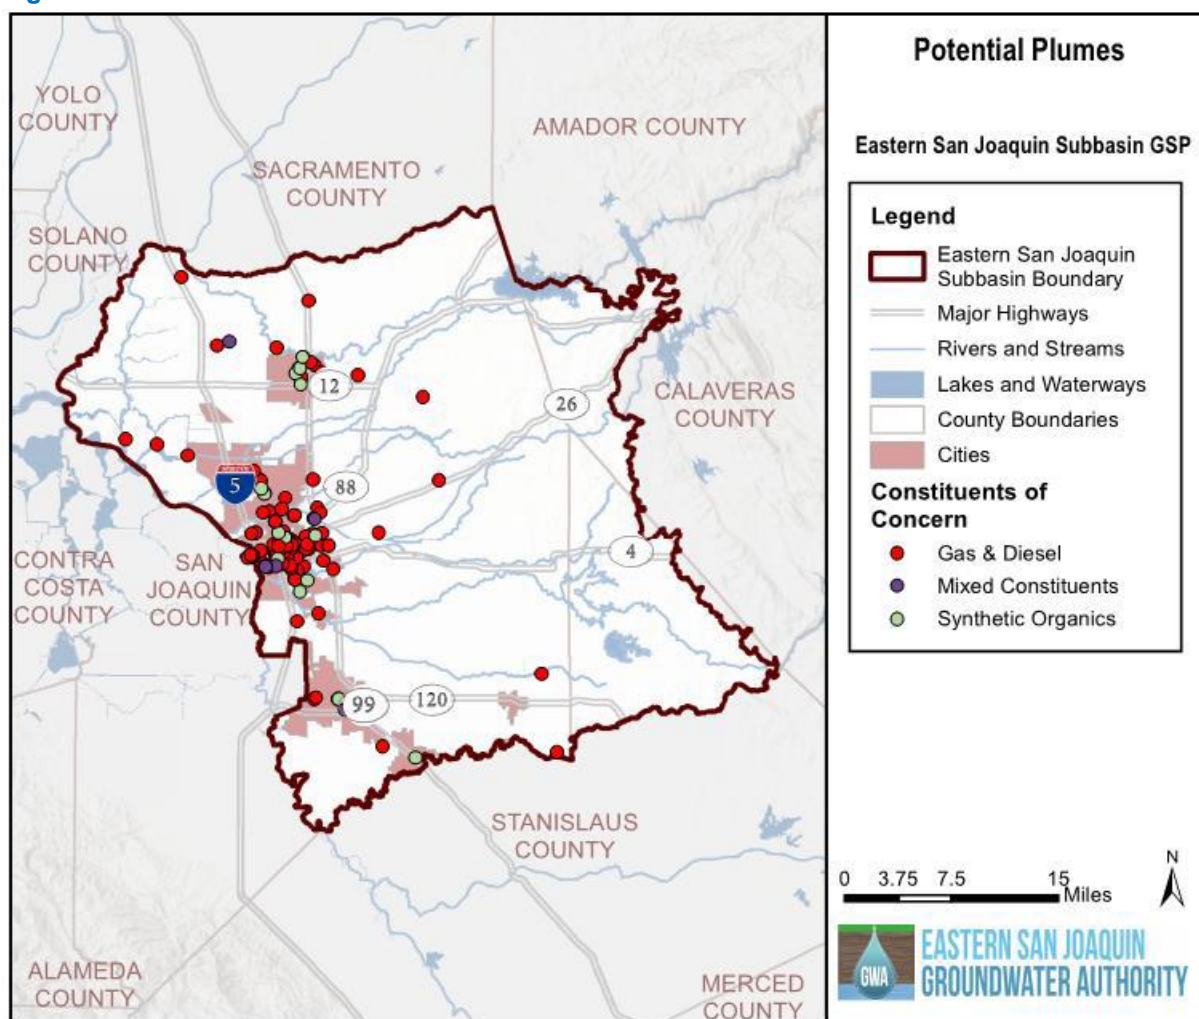 YOLO
COUNTY
AMADOR COUNTY
SACRAMENTO
COUNTY
SOLANO
COUNTY
12
26
CALAVERAS
COUNTY
5
88
4
CONTRA
COSTA
COUNTY
SAN
JOAQUIN
COUNTY
99
120
STANISLAUS
COUNTY
ALAMEDA
COUNTY
MERCED
COUNTY
Potential Plumes
Eastern San Joaquin Subbasin GSP
Legend
Eastern San Joaquin
Subbasin Boundary
Major Highways
Rivers and Streams
Lakes and Waterways
County Boundaries
Cities
Constituents of
Concern
Gas & Diesel
Mixed Constituents
Synthetic Organics
N
0 3.75 7.5 15
Miles
GWA
EASTERN SAN JOAQUIN
GROUNDWATER AUTHORITY